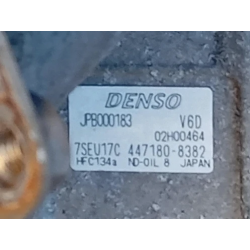 DENSO
JPB000183 V6D
02H00464
7SEU17C 447180-8382
HFC134a ND-OIL 8 JAPAN